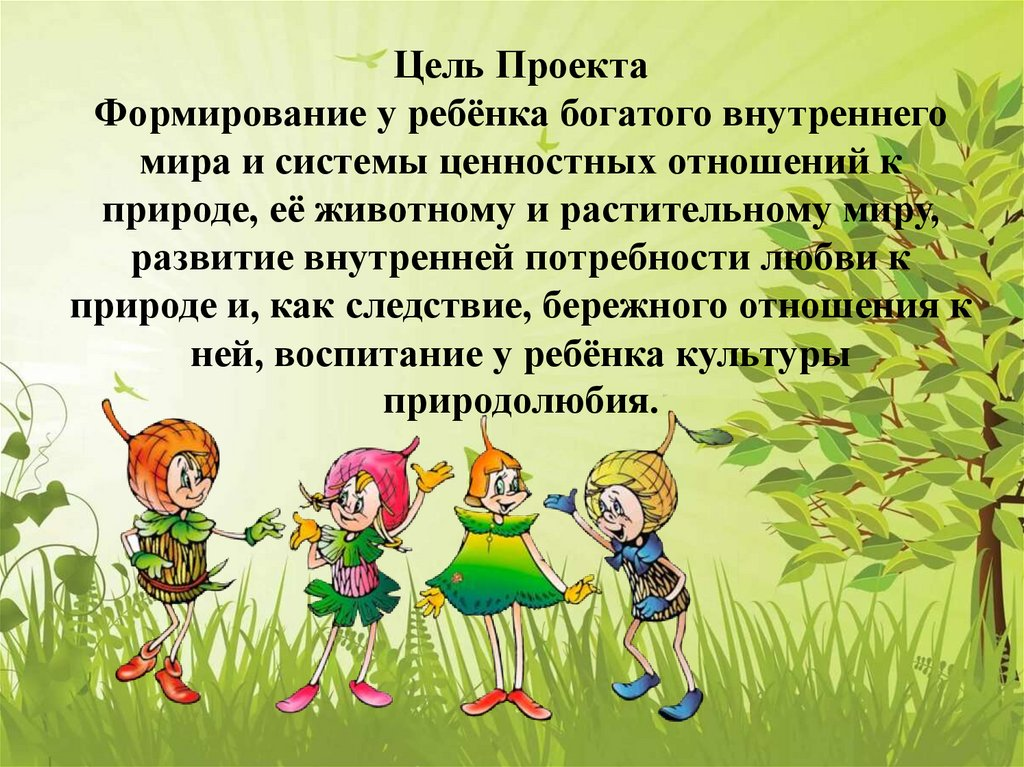 Цель Проекта
Формирование у ребёнка богатого внутреннего
мира и системы ценностных отношений к
природе, её животному и растительному миру,
развитие внутренней потребности любви к
природе и, как следствие, бережного отношения к
ней, воспитание у ребёнка культуры
природолюбия.